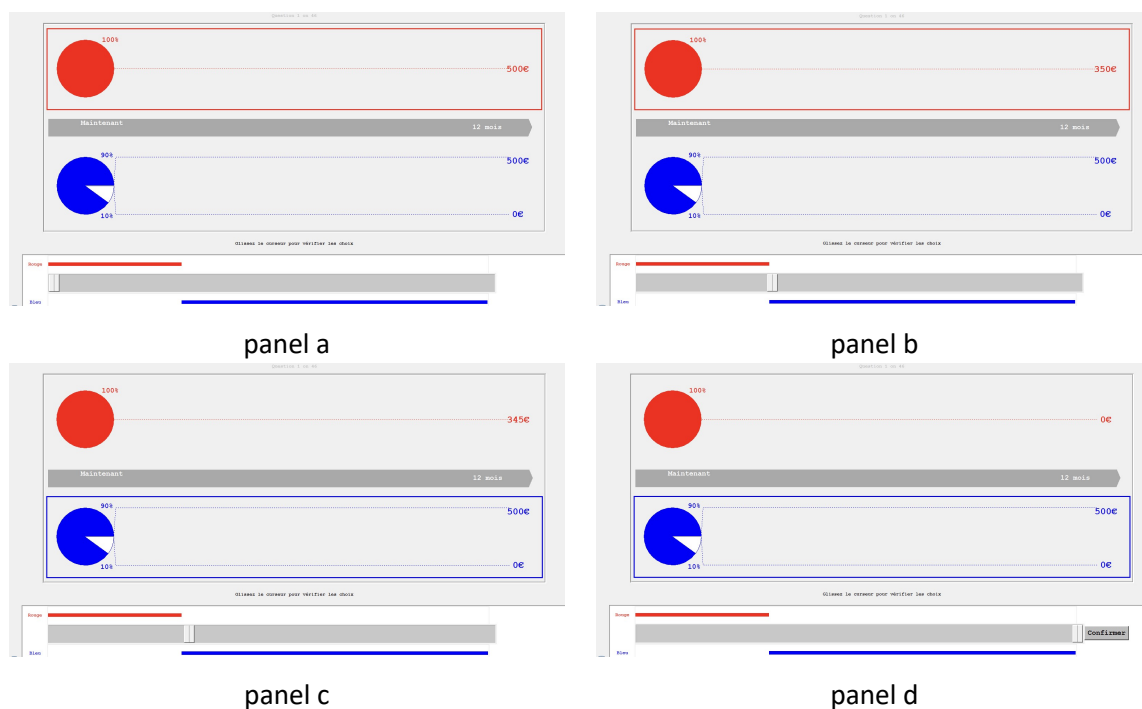 Question 1 on 40
100%
500€
Maintenant
12 mois
90%
500€
10%
0€
Glissez le curseur pour vérifier les choix
Rouge
Bleu
panel a
100%
350€
Maintenant
12 mois
90%
500€
10%
0€
Glissez le curseur pour vérifier les choix
Rouge
Bleu
panel b
100%
345€
Maintenant
12 mois
90%
500€
10%
0€
Glissez le curseur pour vérifier les choix
Rouge
Bleu
panel c
100%
0€
Maintenant
12 mois
90%
500€
10%
0€
Glissez le curseur pour vérifier les choix
Rouge
Confirmer
Bleu
panel d